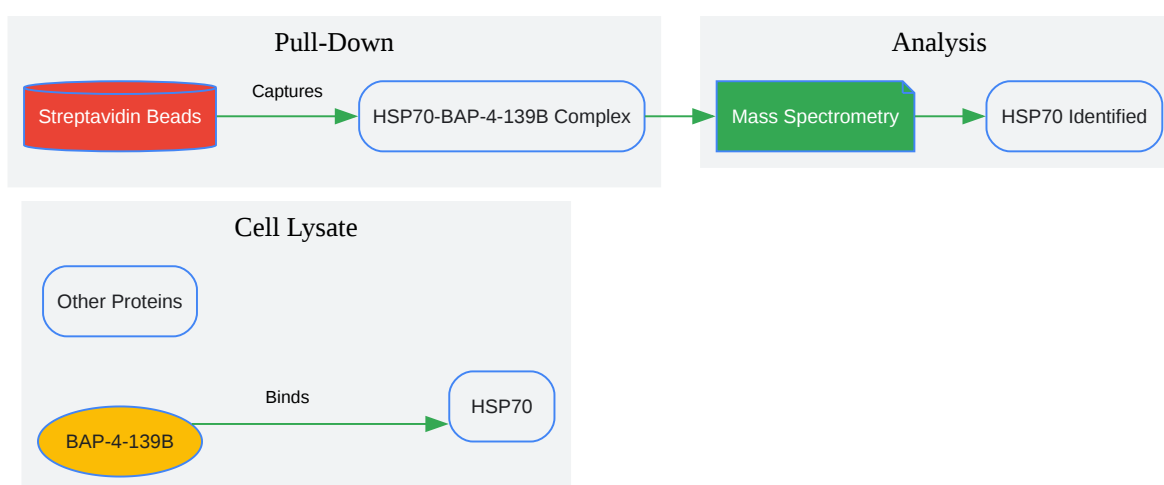 Pull-Down
Streptavidin Beads
Captures
HSP70-BAP-4-139B Complex
Analysis
Mass Spectrometry
HSP70 Identified
Cell Lysate
Other Proteins
BAP-4-139B
Binds
HSP70